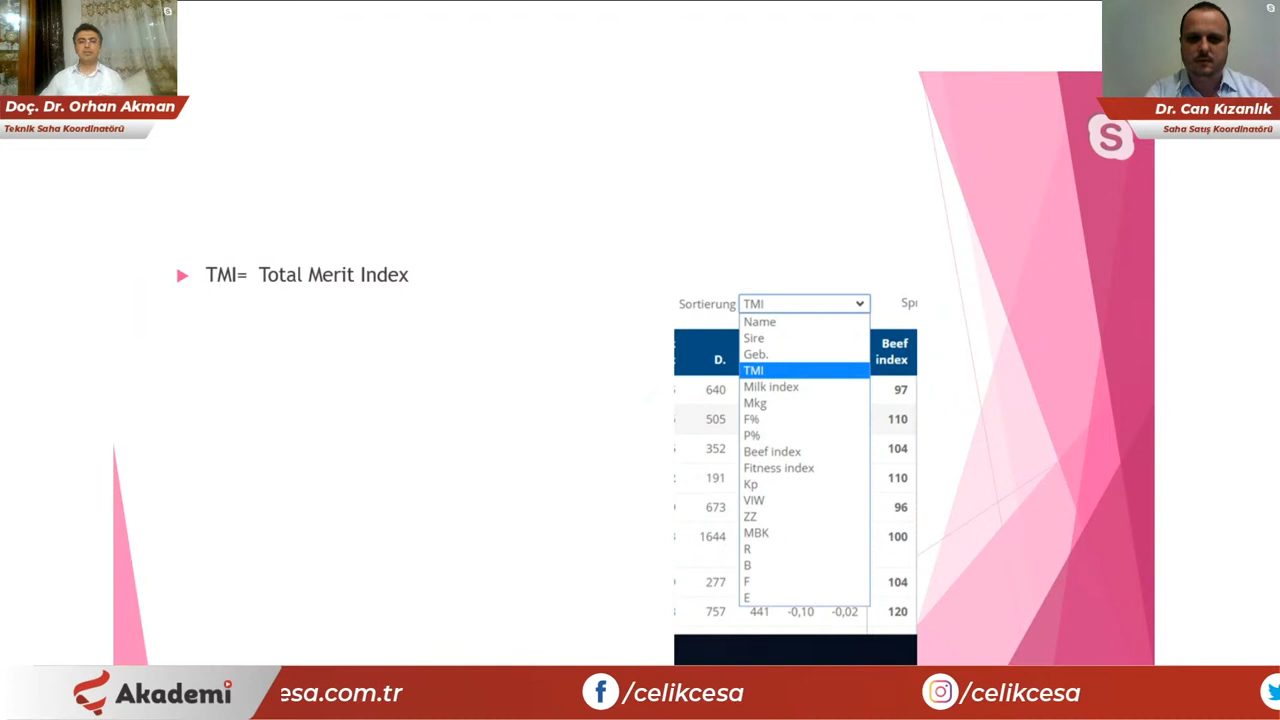 Doç. Dr. Orhan Akman
Teknik Saha Koordinatörü
Dr. Can Kızanlık
Saha Satış Koordinatörü
S
TMI= Total Merit Index
Sortierung TMI
Name
Sire
Geb.
TMI
Milk index
Mkg
F%
P%
Beef index
Fitness index
Kp
VIW
ZZ
MBK
R
B
F
E
D.
640
505
352
191
673
1644
277
757 441 -0,10 -0,02
Beef
index
97
110
104
110
96
100
104
120
Akademi
esa.com.tr
/celikcesa
/celikcesa